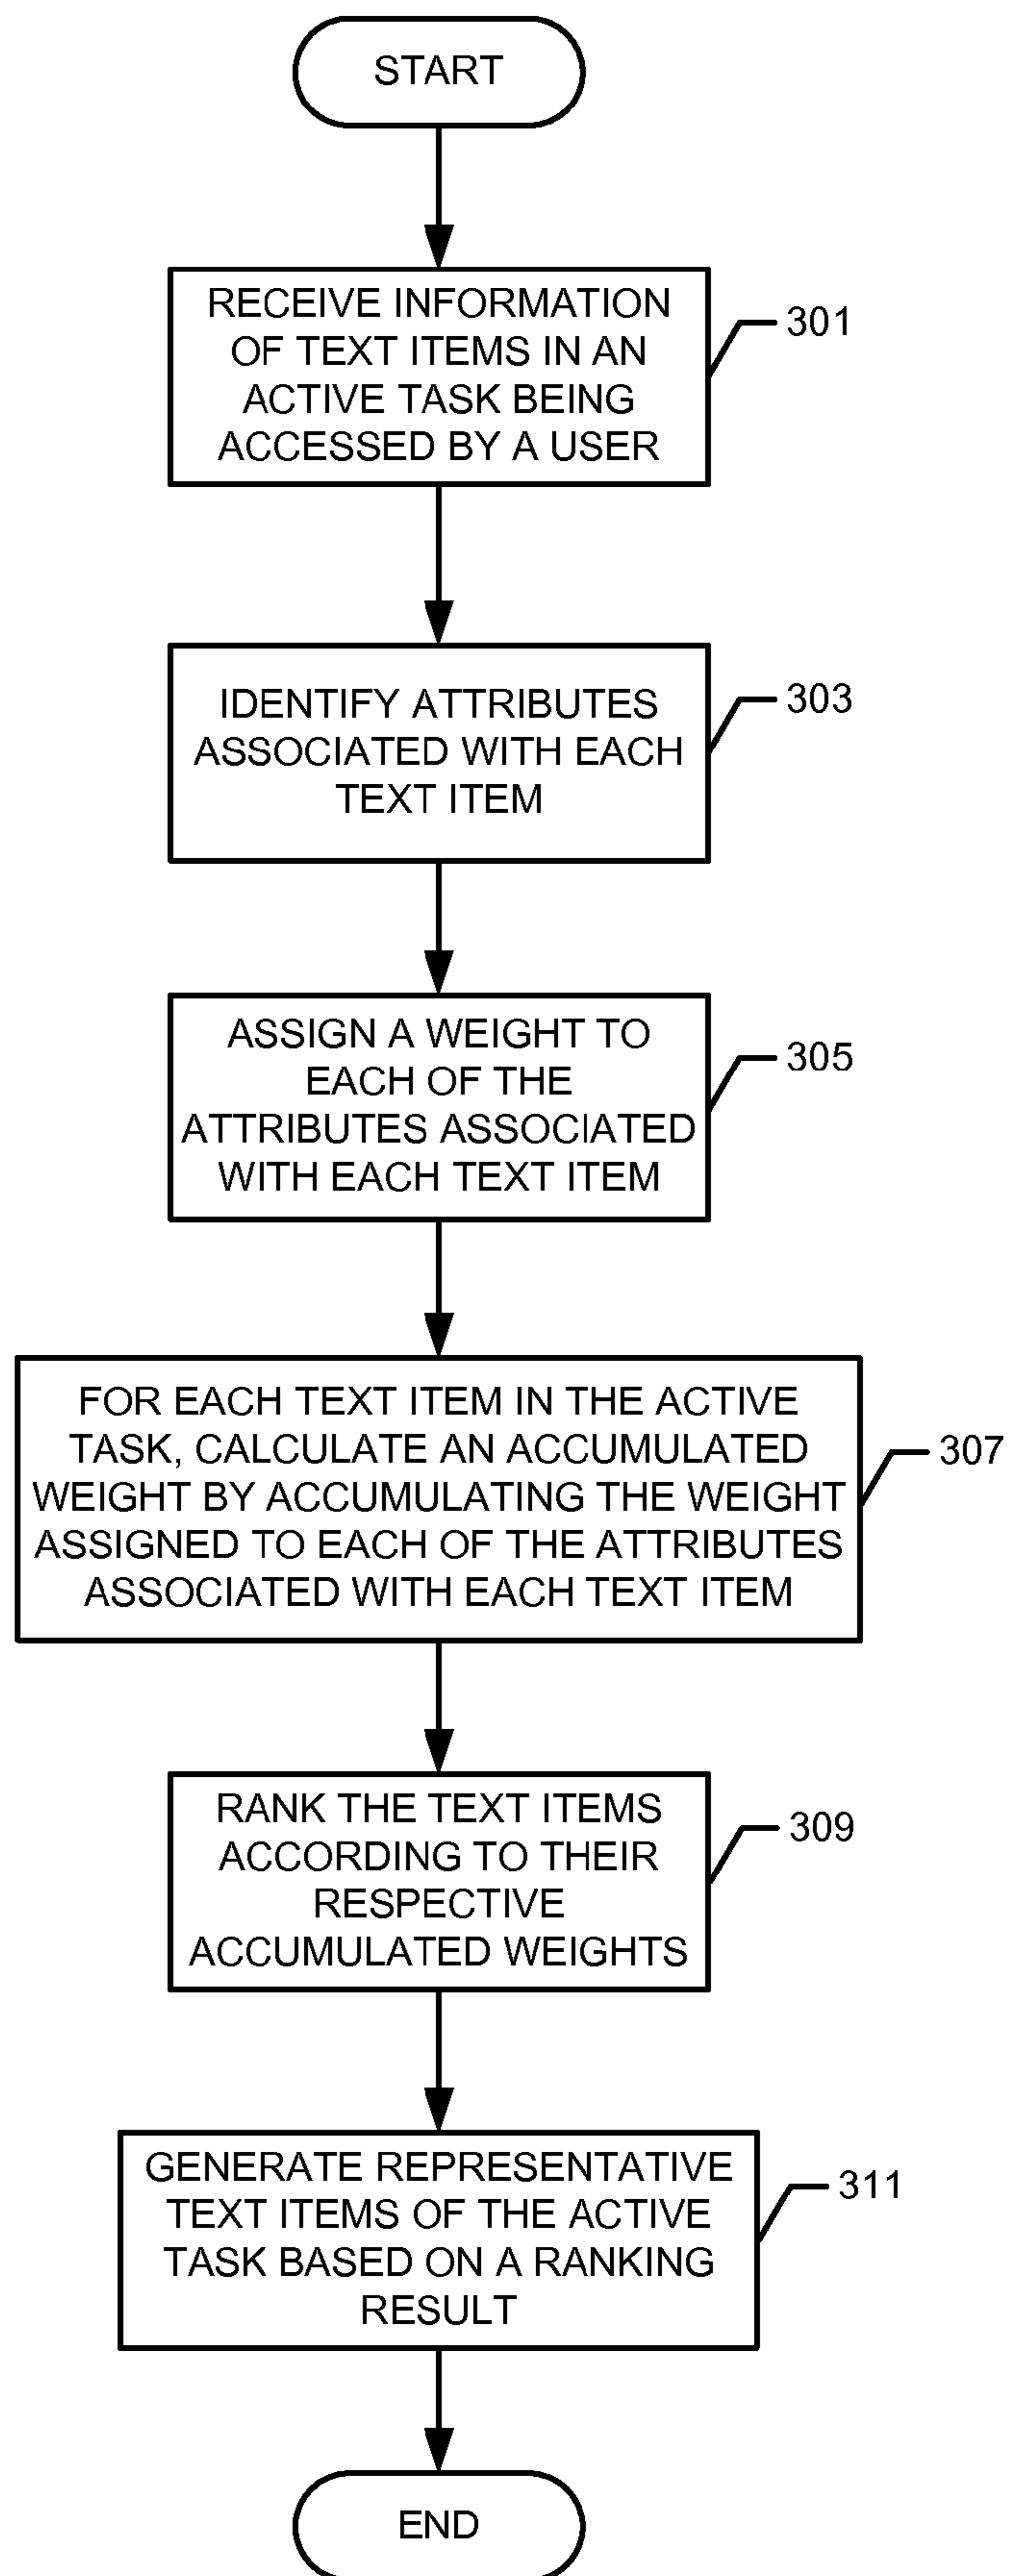 START
RECEIVE INFORMATION
OF TEXT ITEMS IN AN
ACTIVE TASK BEING
ACCESSED BY A USER
301
IDENTIFY ATTRIBUTES
ASSOCIATED WITH EACH
TEXT ITEM
303
ASSIGN A WEIGHT TO
EACH OF THE
ATTRIBUTES ASSOCIATED
WITH EACH TEXT ITEM
305
FOR EACH TEXT ITEM IN THE ACTIVE
TASK, CALCULATE AN ACCUMULATED
WEIGHT BY ACCUMULATING THE WEIGHT
ASSIGNED TO EACH OF THE ATTRIBUTES
ASSOCIATED WITH EACH TEXT ITEM
307
RANK THE TEXT ITEMS
ACCORDING TO THEIR
RESPECTIVE
ACCUMULATED WEIGHTS
309
GENERATE REPRESENTATIVE
TEXT ITEMS OF THE ACTIVE
TASK BASED ON A RANKING
RESULT
311
END